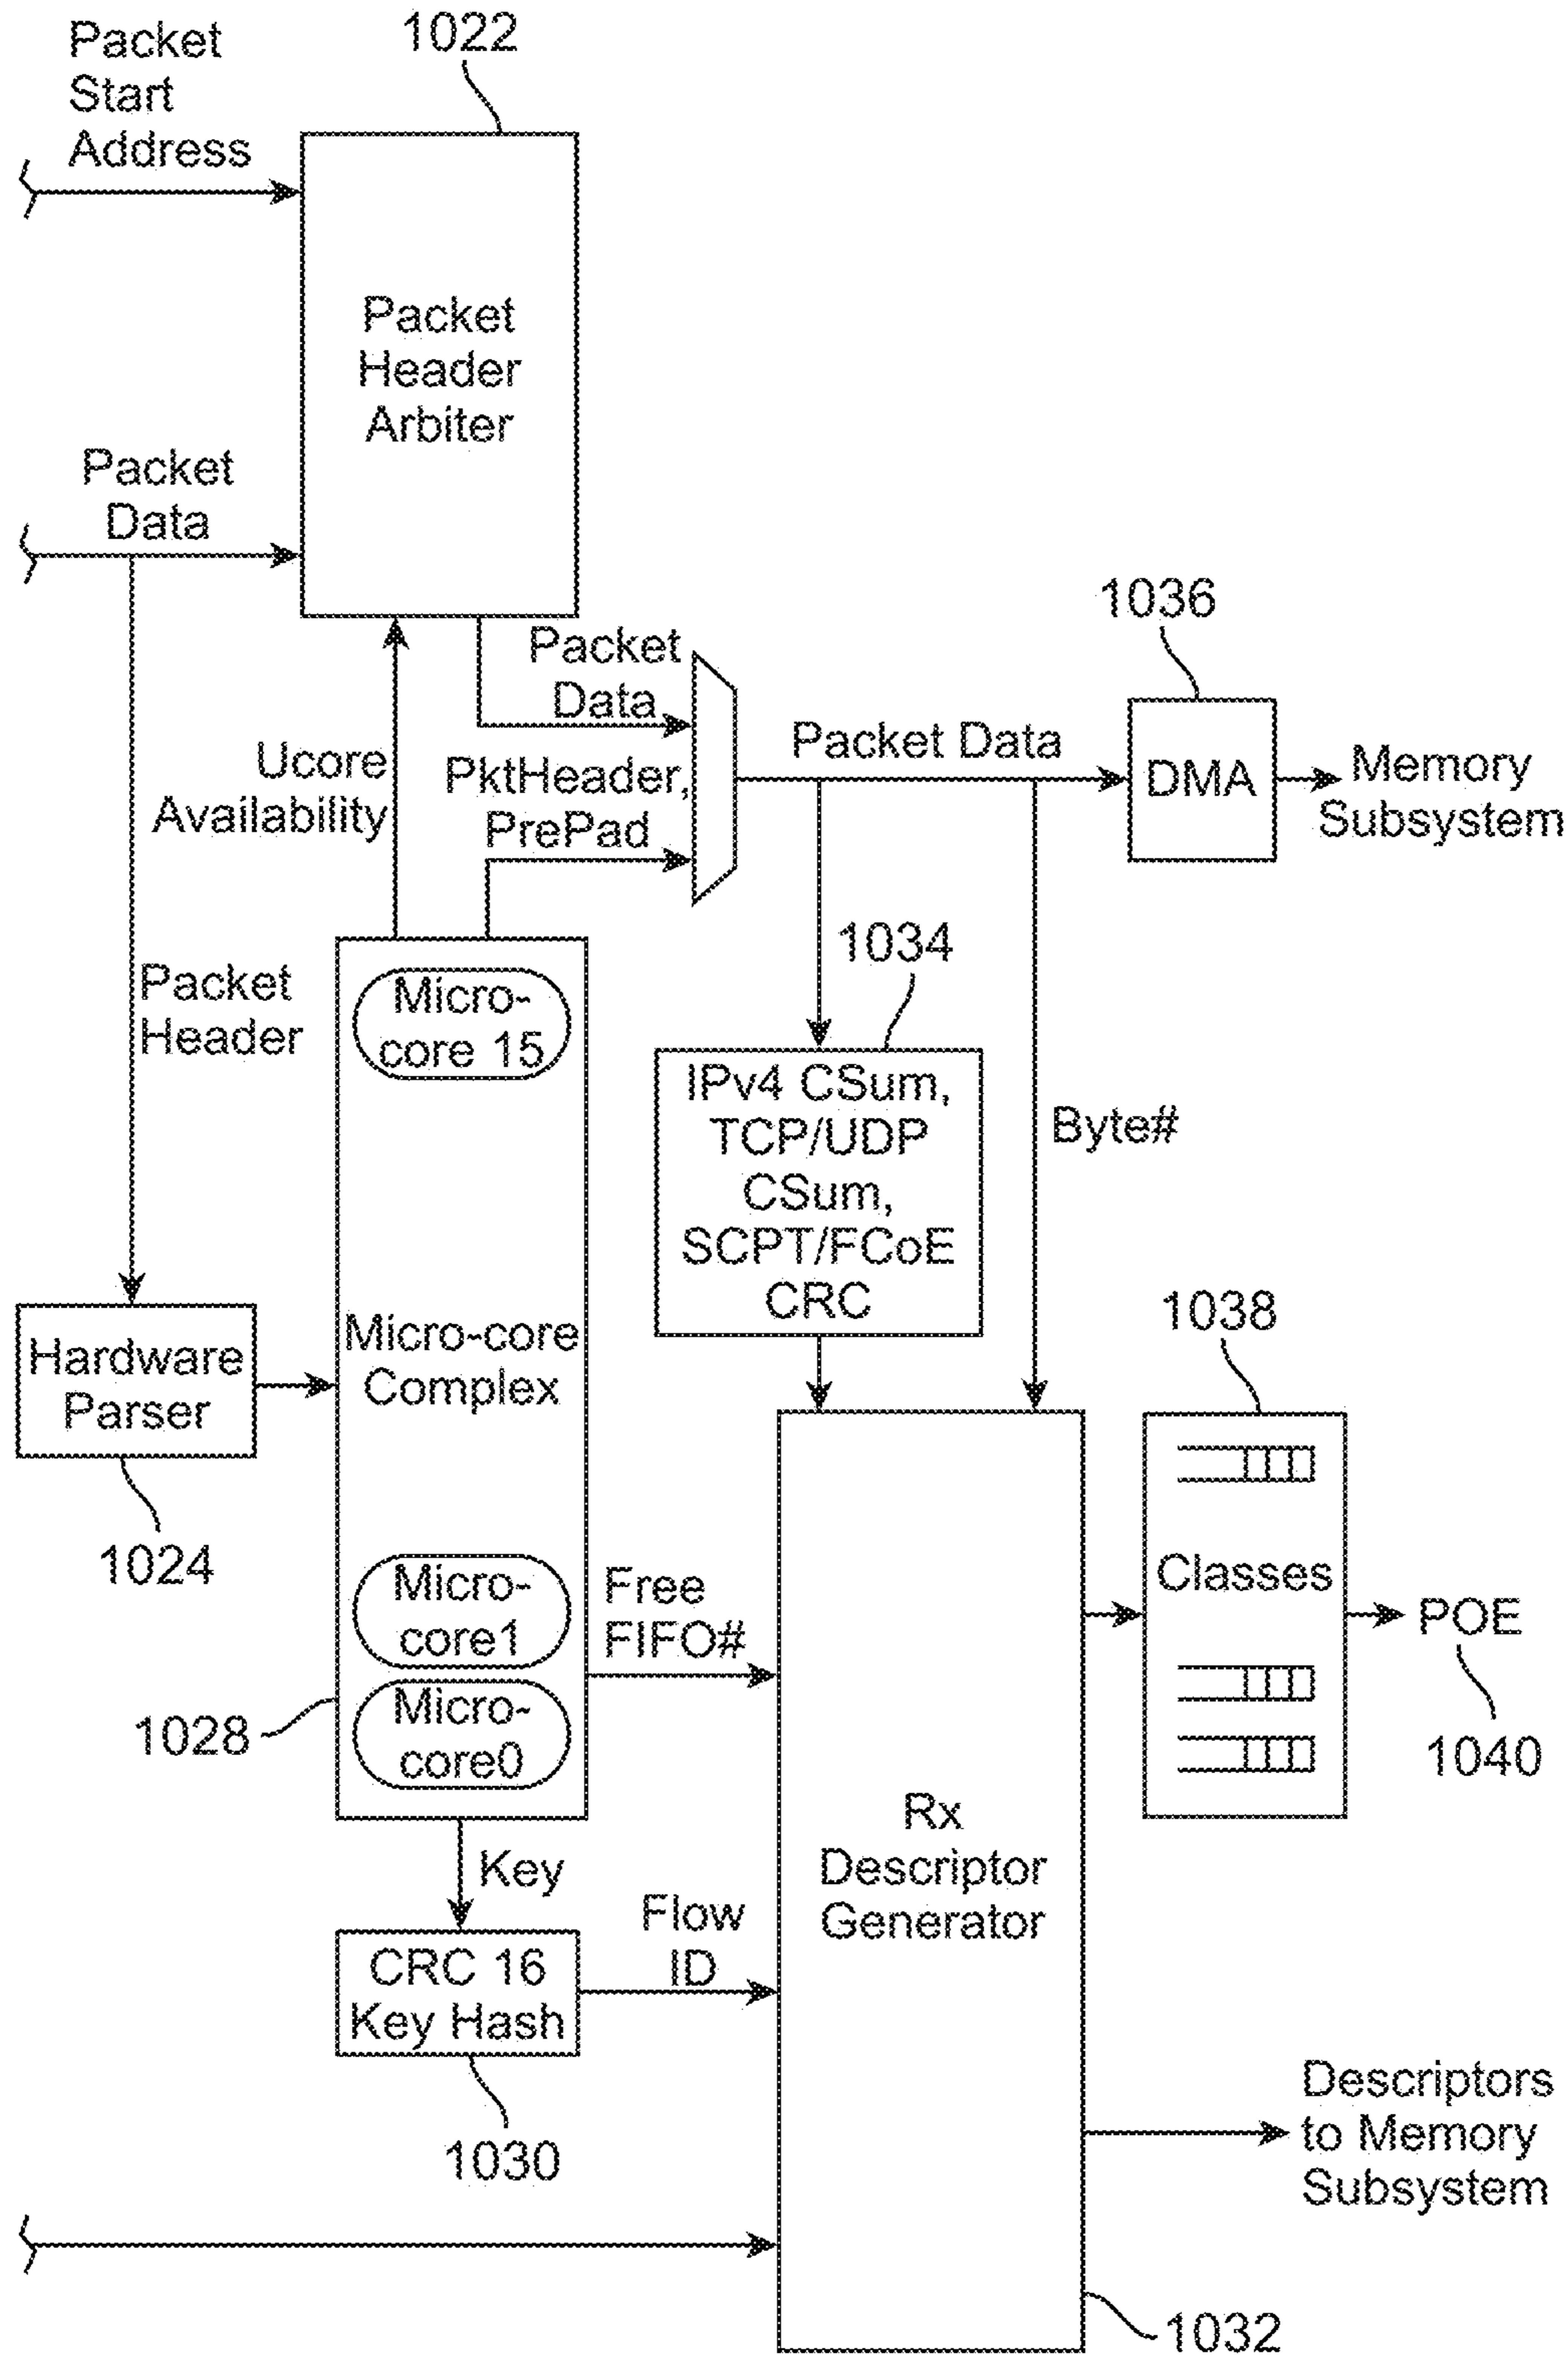 1022
Packet
Start
Address
Packet
Header
Arbiter
Packet
Data
1036
Packet
Data
Packet Data
DMA
Memory
Subsystem
Ucore
Availability
PktHeader,
PrePad
1034
Packet
Header
Micro-
core 15
IPv4 CSum,
TCP/UDP
CSum,
SCPT/FCoE
CRC
Byte#
1038
Hardware
Parser
Micro-core
Complex
1024
Micro-
core1
Free
FIFO#
Classes
POE
1028
Micro-
core0
1040
Key
Rx
Descriptor
Generator
Flow
ID
CRC 16
Key Hash
1030
Descriptors
to Memory
Subsystem
1032